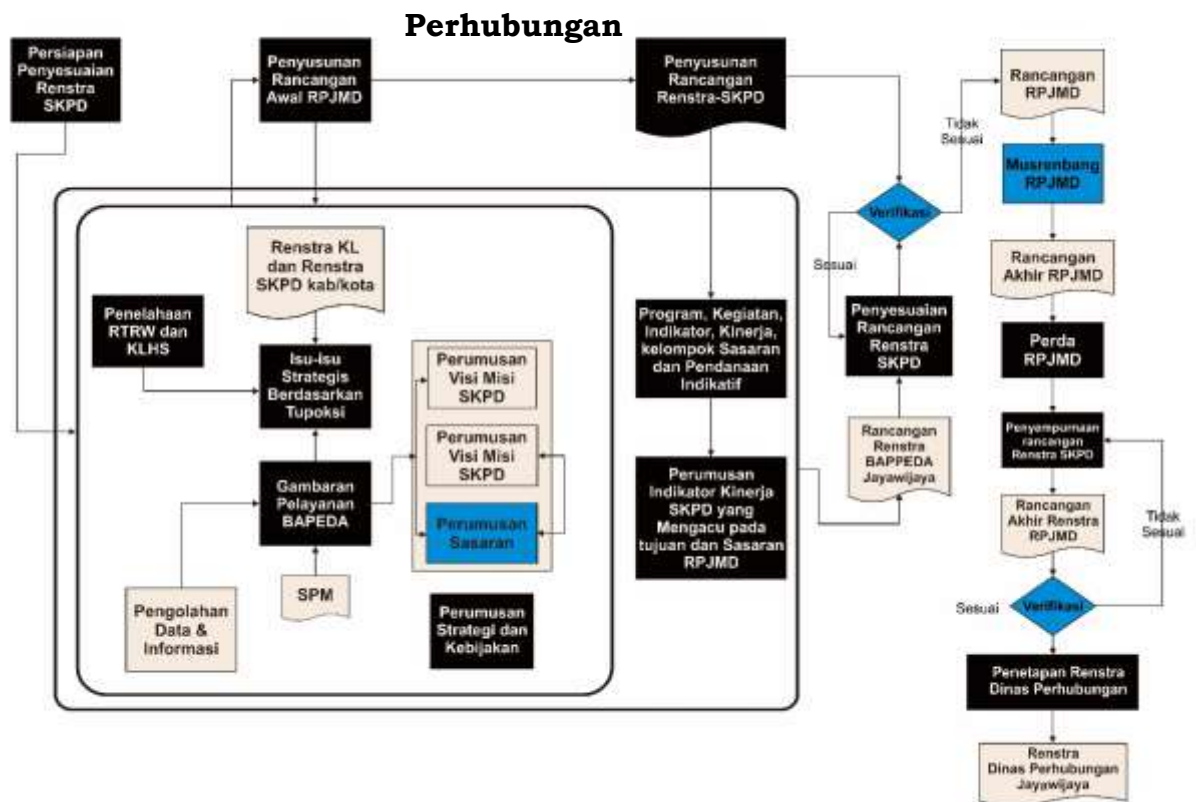 Perhubungan
Persiapan
Penyesuaian
Renstra
SKPD
Penyusunan
Rancangan
Awal RPJMD
Penyusunan
Rancangan
Renstra-SKPD
Rancangan
RPJMD
Tidak
Sesuai
Musrenbang
RPJMD
Verifikasi
Sesuai
Rancangan
Akhir RPJMD
Renstra KL
dan Renstra
SKPD kab/kota
Penelahaan
RTRW dan
KLHS
Isu-Isu
Strategis
Berdasarkan
Tupoksi
Perumusan
Visi Misi
SKPD
Program, Kegiatan,
Indikator, Kinerja,
kelompok Sasaran
dan Pendanaan
Indikatif
Penyesuaian
Rancangan
Renstra
SKPD
Perda
RPJMD
Perumusan
Visi Misi
SKPD
Rancangan
Renstra
BAPPEDA
Jayawijaya
Penyempurnaan
rancangan
Renstra SKPD
Gambaran
Pelayanan
BAPEDA
Perumusan
Sasaran
Perumusan
Indikator Kinerja
SKPD yang
Mengacu pada
tujuan dan Sasaran
RPJMD
Rancangan
Akhir Renstra
RPJMD
Tidak
Sesuai
Pengolahan
Data &
Informasi
SPM
Perumusan
Strategi dan
Kebijakan
Sesuai
Verifikasi
Penetapan Renstra
Dinas Perhubungan
Renstra
Dinas Perhubungan
Jayawijaya